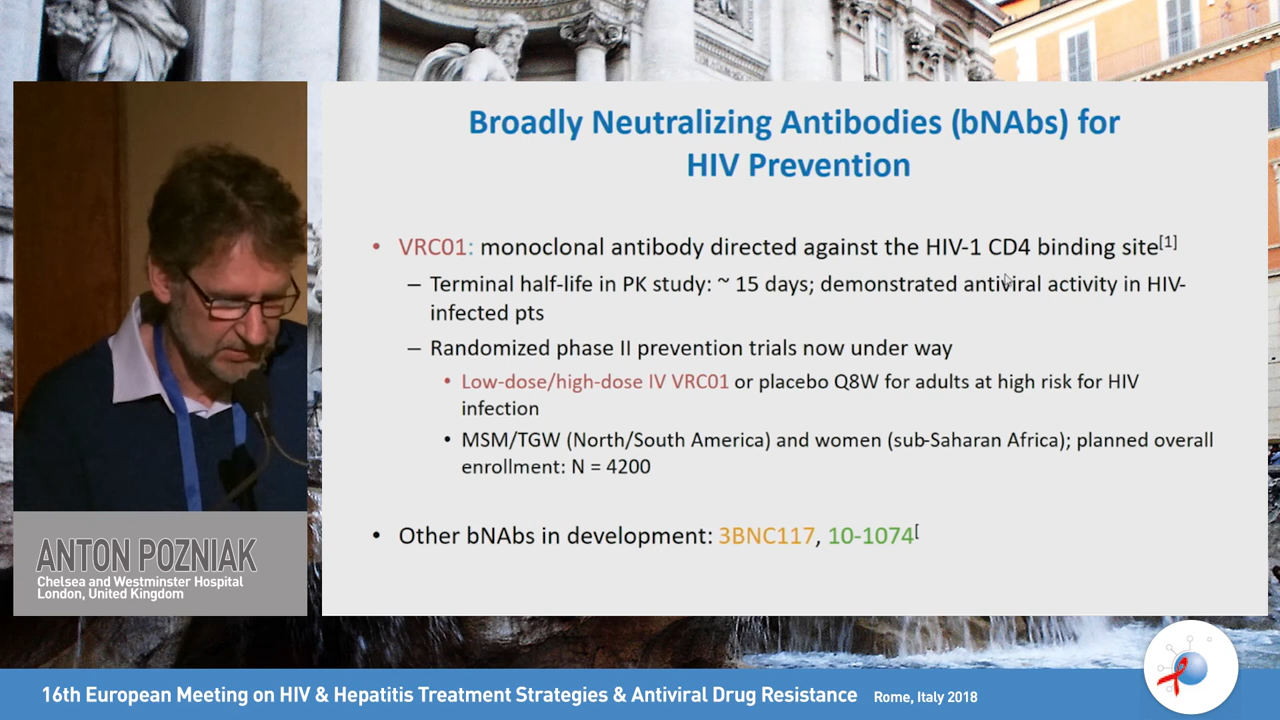 Broadly Neutralizing Antibodies (bNAbs) for
HIV Prevention
• VRC01: monoclonal antibody directed against the HIV-1 CD4 binding site[1]
– Terminal half-life in PK study: ~ 15 days; demonstrated antiviral activity in HIV-
infected pts
– Randomized phase II prevention trials now under way
• Low-dose/high-dose IV VRC01 or placebo Q8W for adults at high risk for HIV
infection
• MSM/TGW (North/South America) and women (sub-Saharan Africa); planned overall
enrollment: N = 4200
• Other bNAbs in development: 3BNC117, 10-1074[
ANTON POZNIAK
Chelsea and Westminster Hospital
London, United Kingdom
16th European Meeting on HIV & Hepatitis Treatment Strategies & Antiviral Drug Resistance Rome, Italy 2018